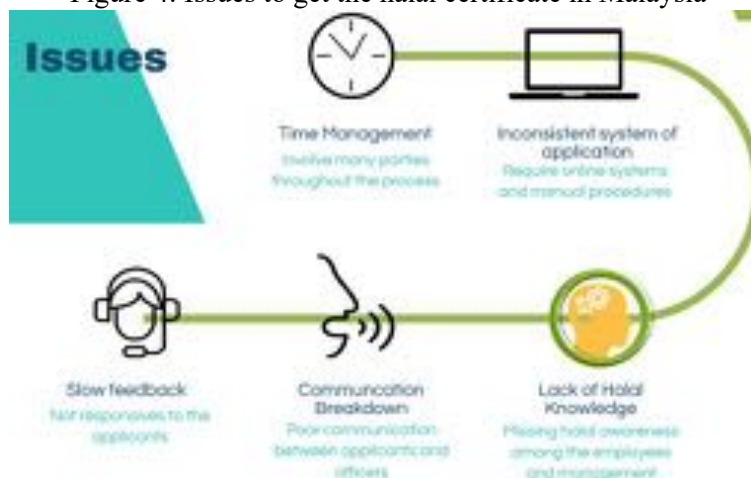 Figure 4: Issues to get the halal certificate in Malaysia
Issues
Time Management
Involve many parties
throughout the process
Inconsistent system of
application
Require online systems
and manual procedures
Slow feedback
Not responsives to the
applicants
Communcation
Breakdown
Poor communication
between applicants and
officers
Lack of Halal
Knowledge
Missing halal awareness
among the employees
and management